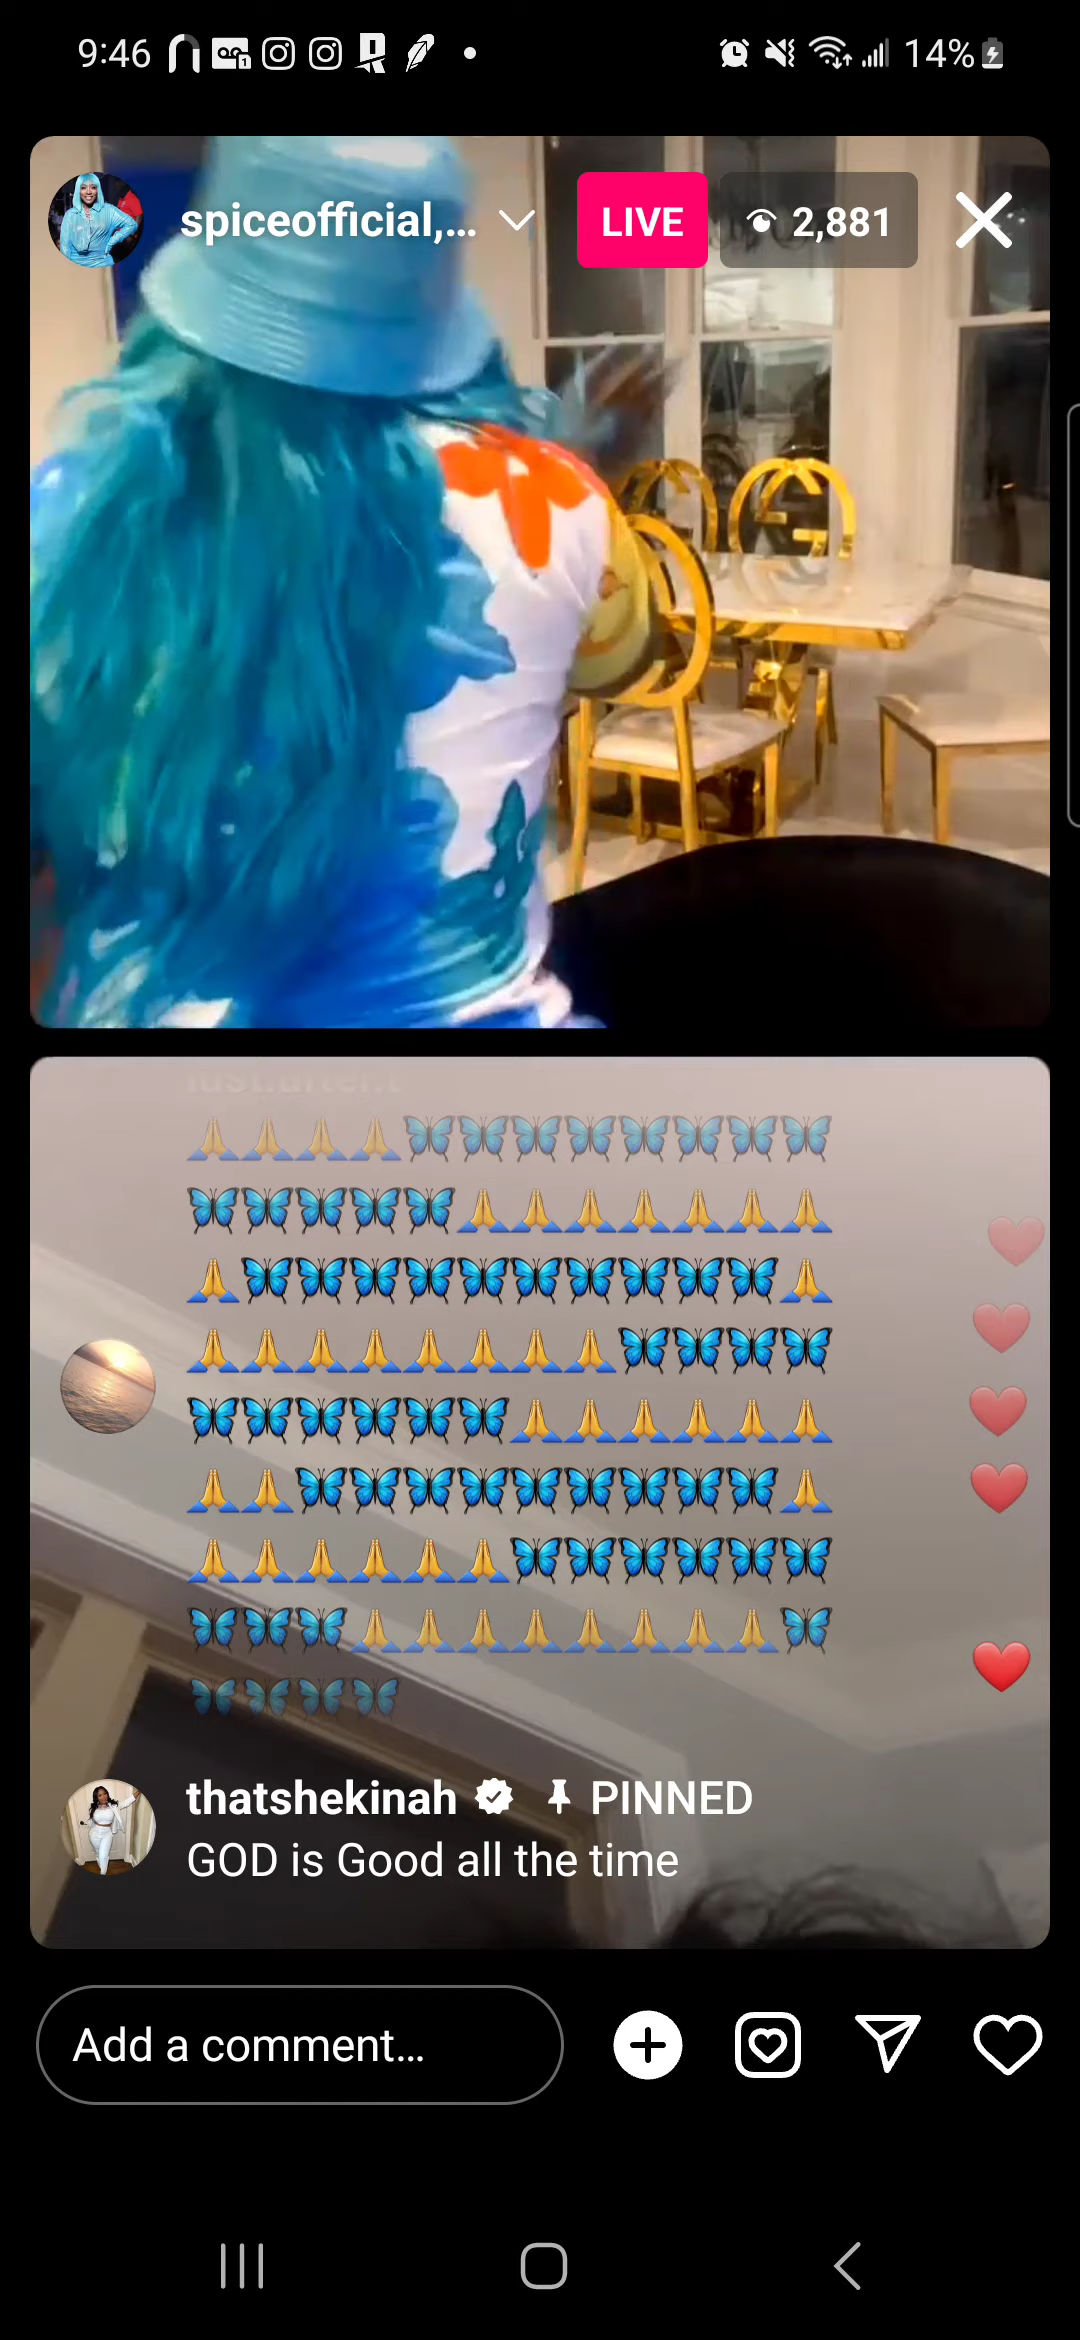 9:46
14%
spiceofficial,...
LIVE
2,881
thatshekinah PINNED
GOD is Good all the time
Add a comment...